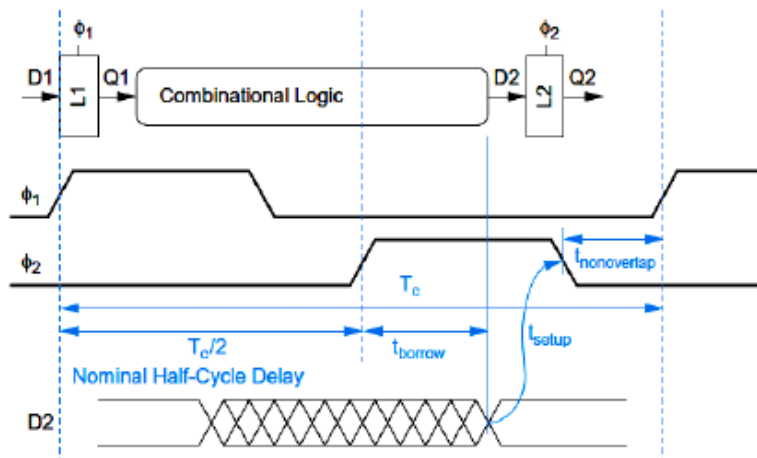 ϕ1 ϕ2
D1 L1 Q1 Combinational Logic D2 L2 Q2
ϕ1
tnonoverlap
ϕ2
Tc
tsetup
Tc/2 tborrow
Nominal Half-Cycle Delay
D2